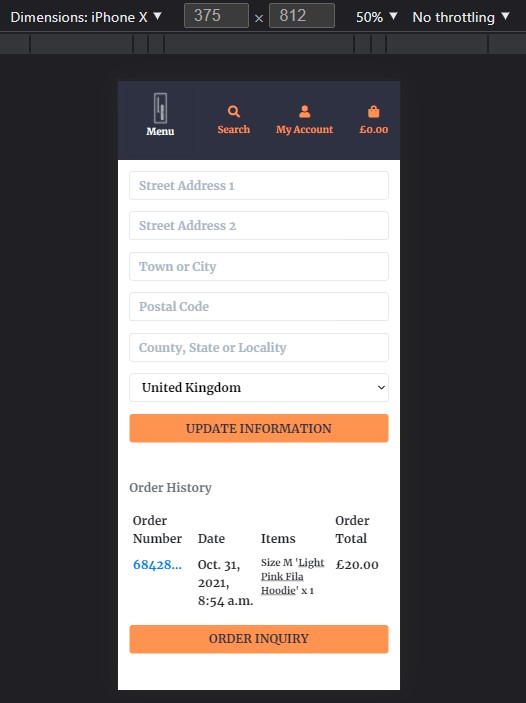 Dimensions: iPhone X ▼ 375 × 812 50% ▼ No throttling ▼
Menu Search My Account £0.00
Street Address 1
Street Address 2
Town or City
Postal Code
County, State or Locality
United Kingdom
UPDATE INFORMATION
Order History
Order Number
Date
Items
Order Total
68428...
Oct. 31,
2021,
8:54 a.m.
Size M 'Light
Pink Fila
Hoodie' x 1
£20.00
ORDER INQUIRY